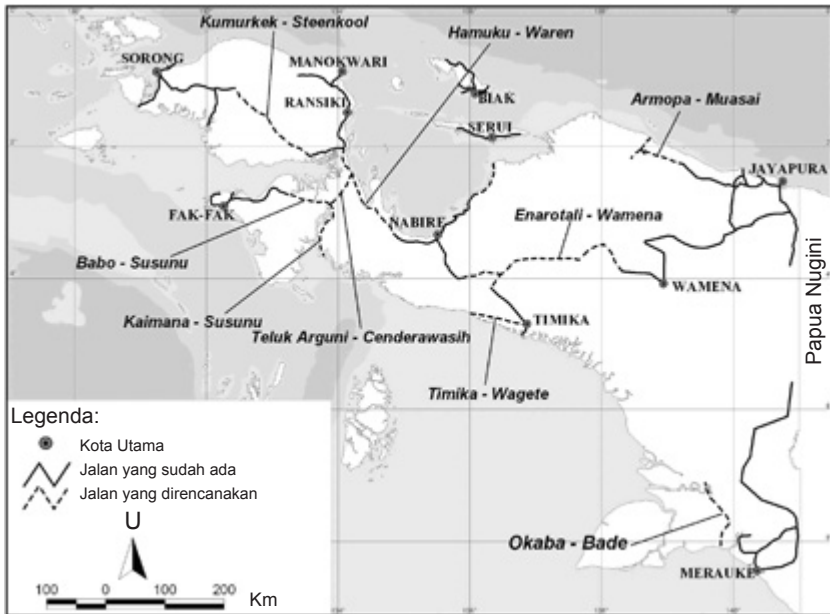 Kumurkek - Steenkool
Hamuku - Waren
SORONG
MANOKWARI
RANSIKI
BIAK
Armopa - Muasai
SERUI
JAYAPURA
FAK-FAK
NABIRE
Enarotali - Wamena
Babo - Susunu
WAMENA
Kaimana - Susunu
Teluk Arguni - Cenderawasih
TIMIKA
Papua Nugini
Timika - Wagete
Legenda:
Kota Utama
Jalan yang sudah ada
Jalan yang direncanakan
U
Okaba - Bade
MERAUKE
100 0 100 200 Km